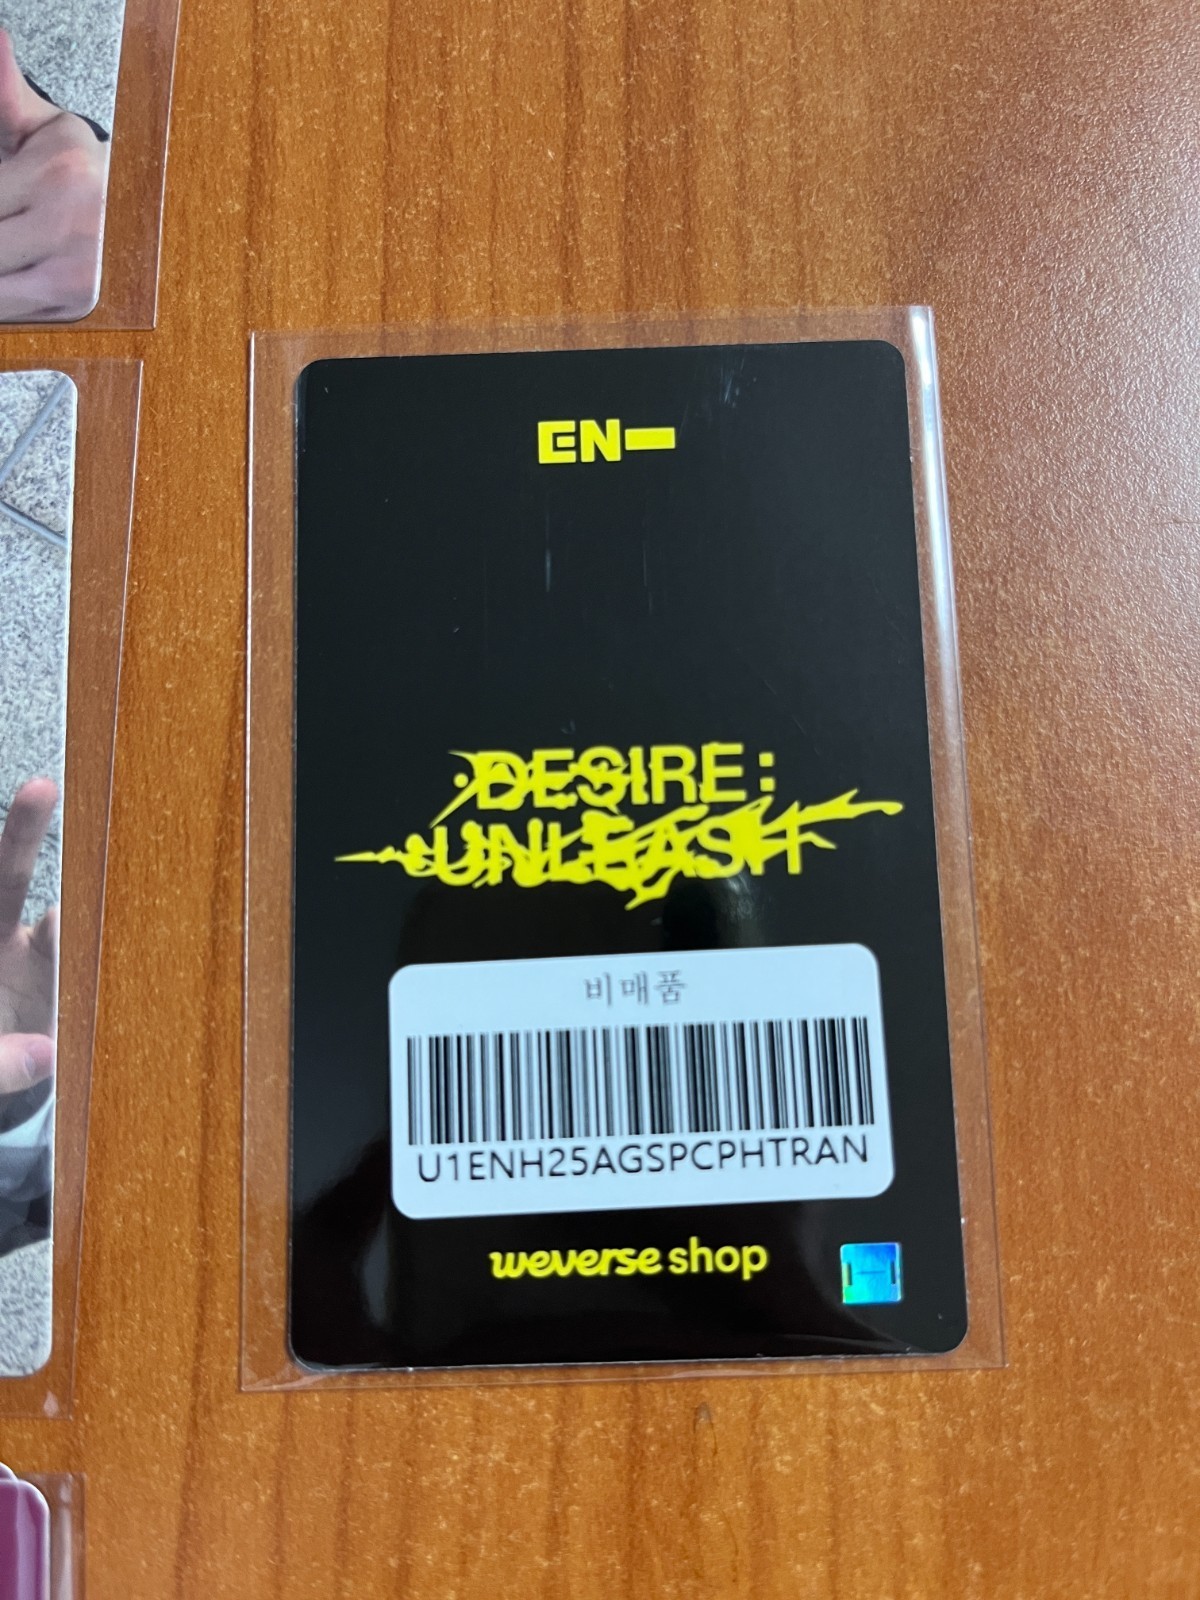 EN-
DESIRE:
UNLEASH
비매품
U1ENH25AGSPCPHTRAN
weverse shop